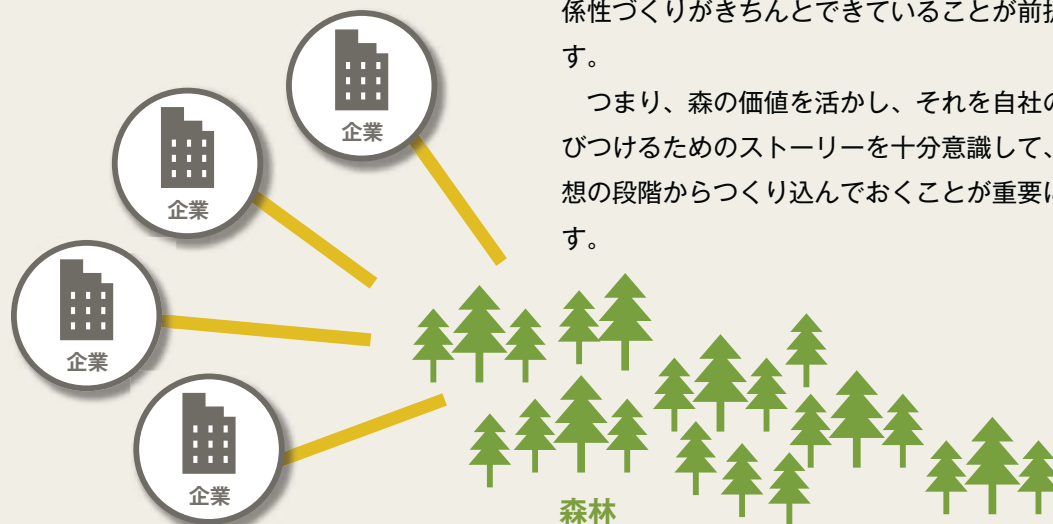 係性づくりがきちんとできていることが前
す。
　つまり、森の価値を活かし、それを自社の
びつけるためのストーリーを十分意識して、
想の段階からつくり込んでおくことが重要に
す。
企業
企業
企業
企業
森林